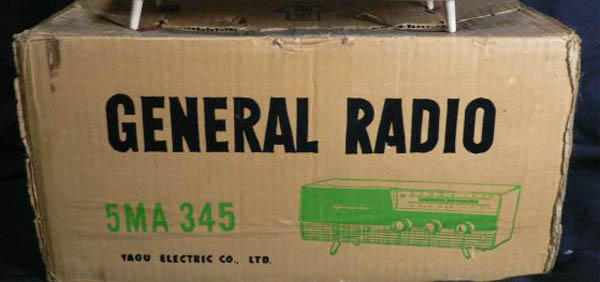 GENERAL RADIO
5MA 345
YAOU ELECTRIC CO., LTD.